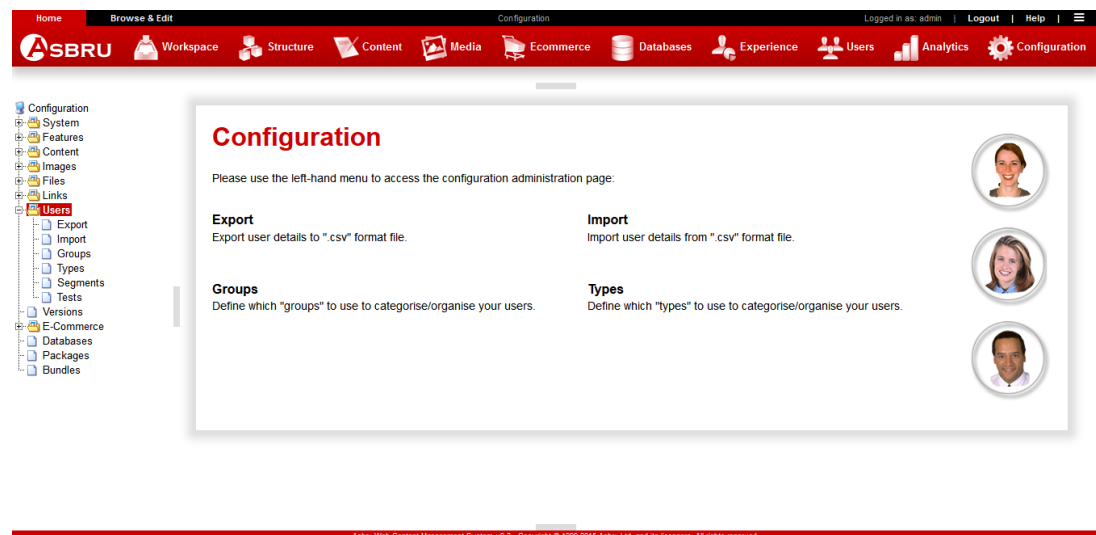 Home Browse & Edit Configuration Logged in as: admin | Logout | Help |
ASBRU Workspace Structure Content Media Ecommerce Databases Experience Users Analytics Configuration
Configuration
System
Features
Content
Images
Files
Links
Users
Export
Import
Groups
Types
Segments
Tests
Versions
E-Commerce
Databases
Packages
Bundles
Configuration
Please use the left-hand menu to access the configuration administration page:
Export
Export user details to ".csv" format file.
Import
Import user details from ".csv" format file.
Groups
Define which "groups" to use to categorise/organise your users.
Types
Define which "types" to use to categorise/organise your users.